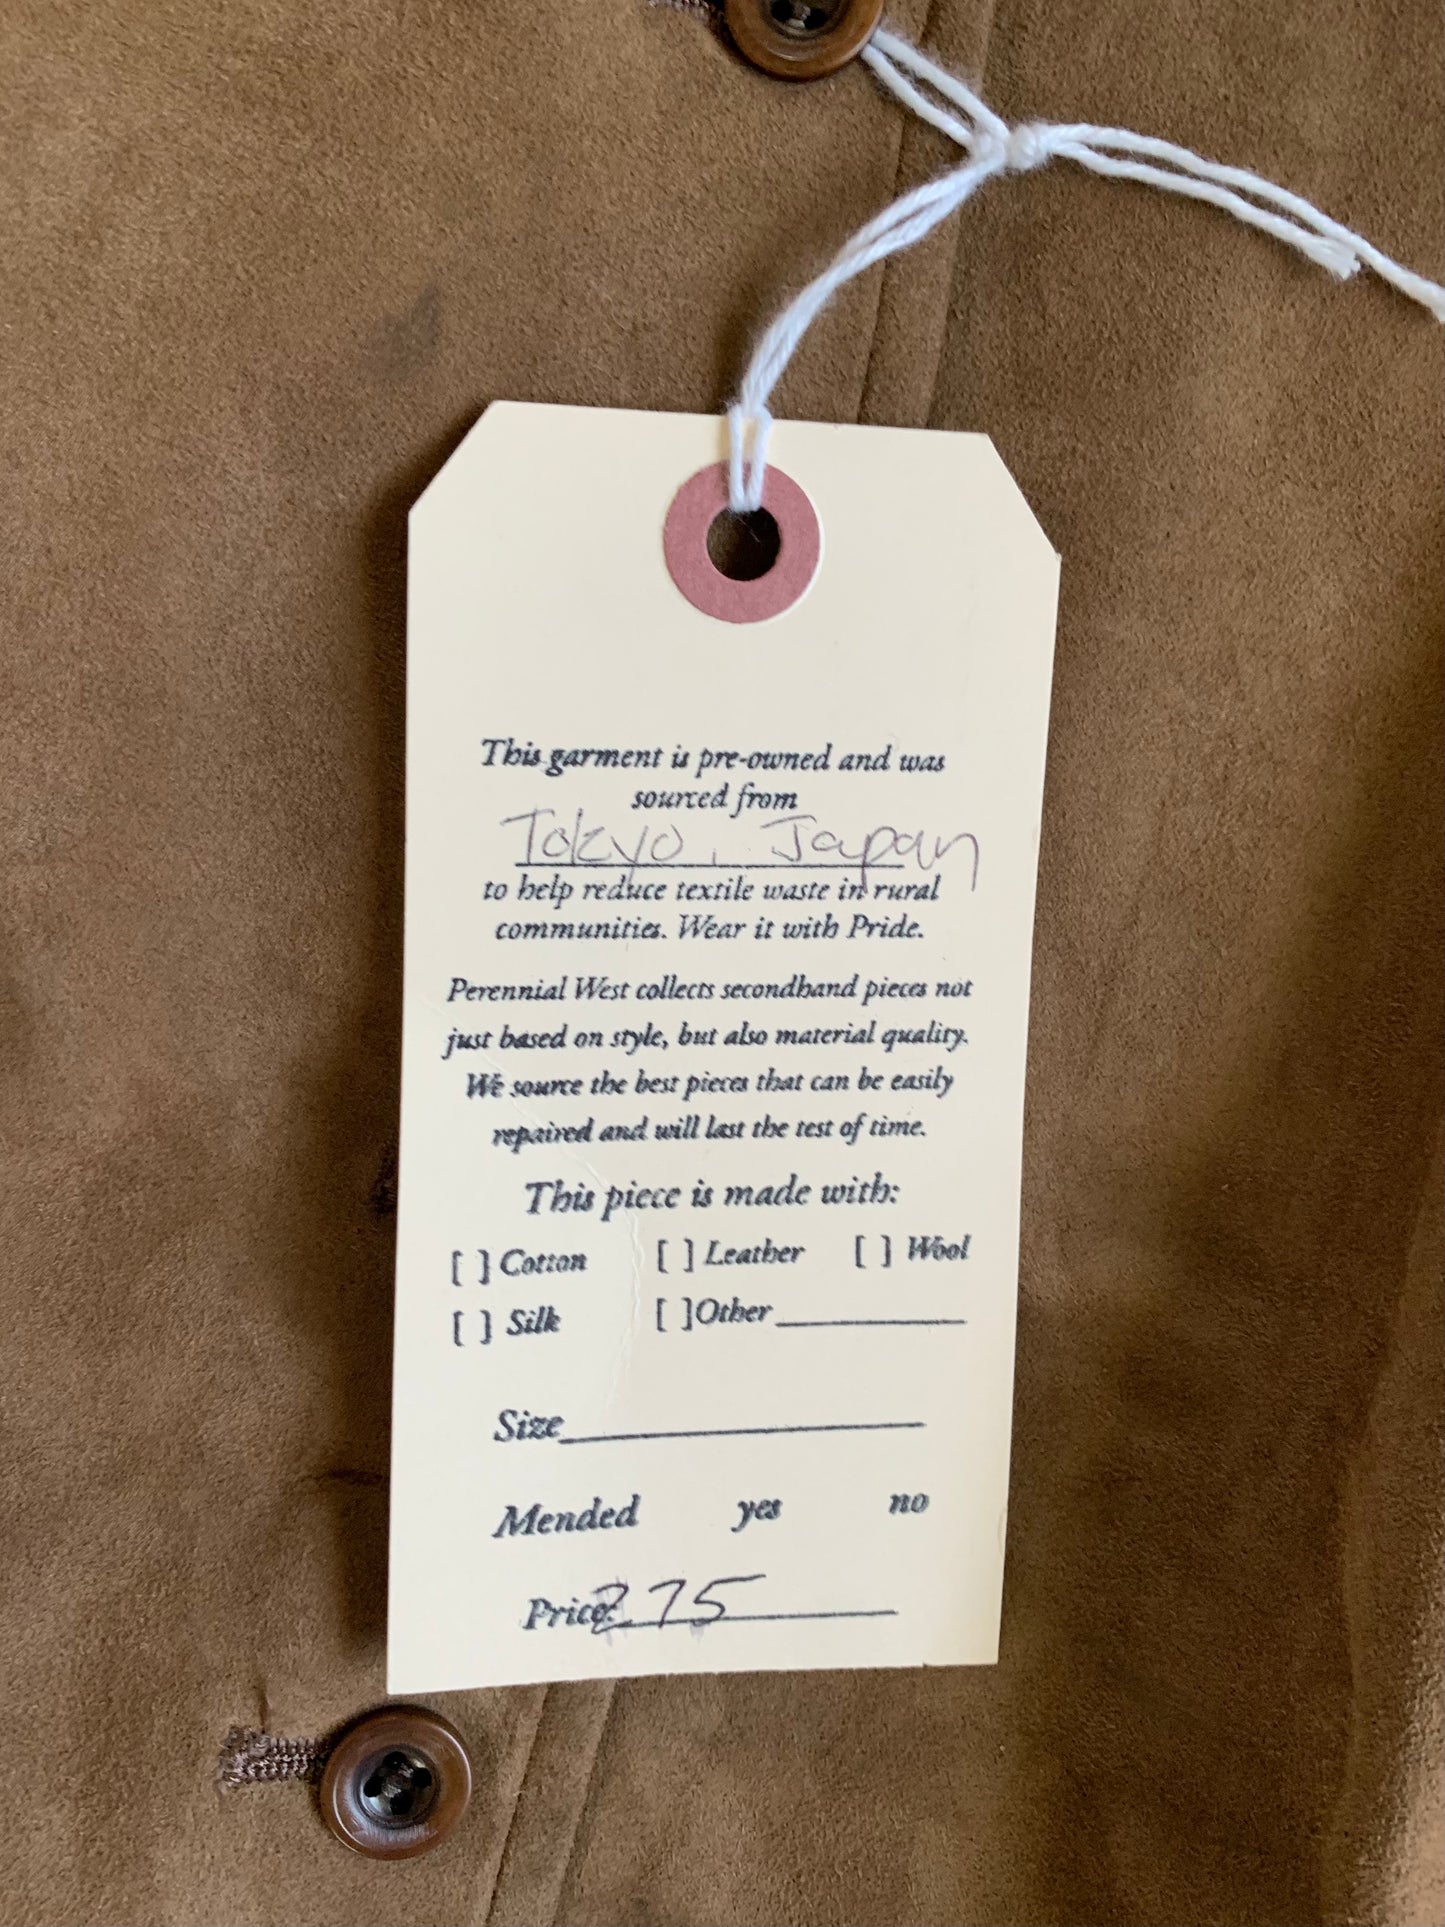 This garment is pre-owned and was
sourced from
Tokyo, Japan
to help reduce textile waste in rural
communities. Wear it with Pride.
Perennial West collects secondhand pieces not
just based on style, but also material quality.
We source the best pieces that can be easily
repaired and will last the test of time.
This piece is made with:
[ ] Cotton [ ] Leather [ ] Wool
[ ] Silk [ ]Other
Size
Mended yes no
Price: 275